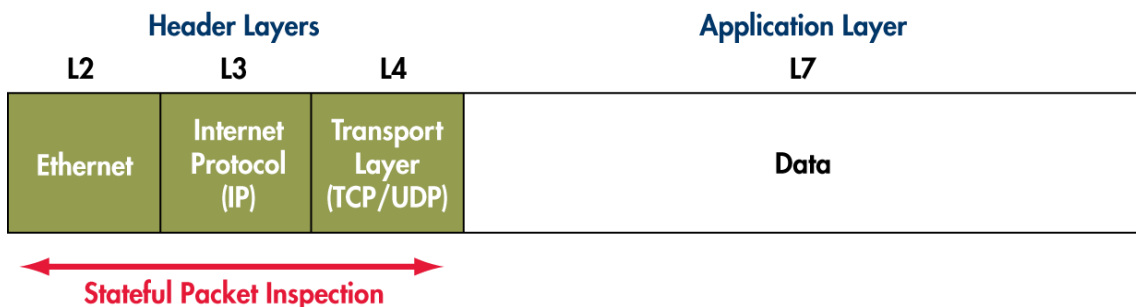 Header Layers Application Layer
L2 L3 L4 L7
Ethernet
Internet
Protocol
(IP)
Transport
Layer
(TCP/UDP)
Data
Stateful Packet Inspection